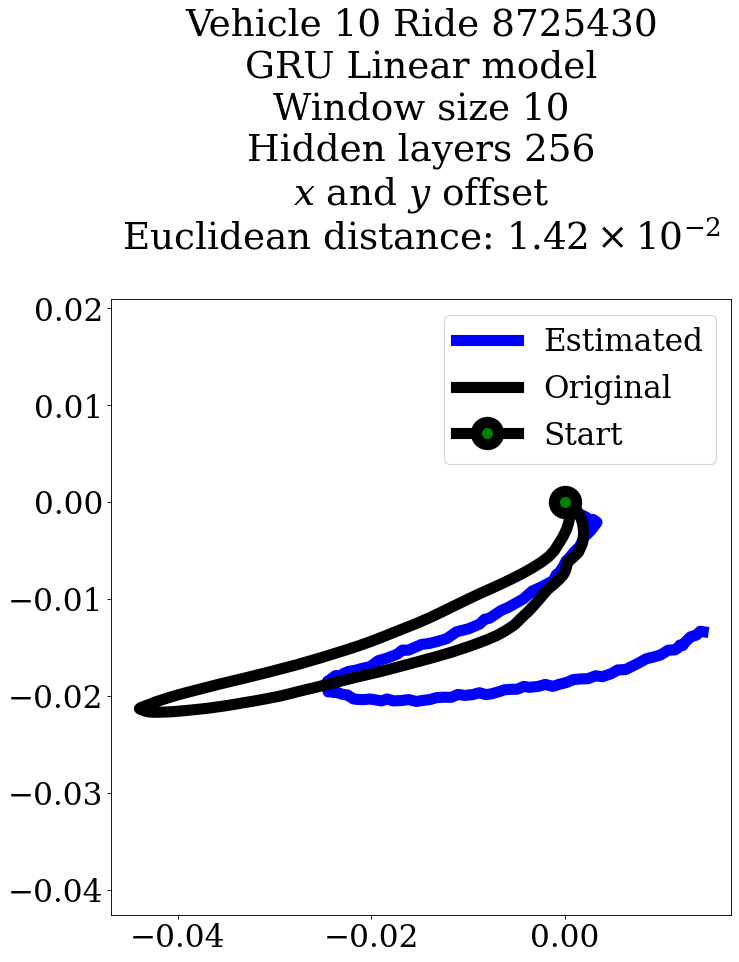 Vehicle 10 Ride 8725430
GRU Linear model
Window size 10
Hidden layers 256
x and y offset
Euclidean distance: 1.42 × 10⁻²
Estimated
Original
Start
0.02
0.01
0.00
−0.01
−0.02
−0.03
−0.04
−0.04 −0.02 0.00